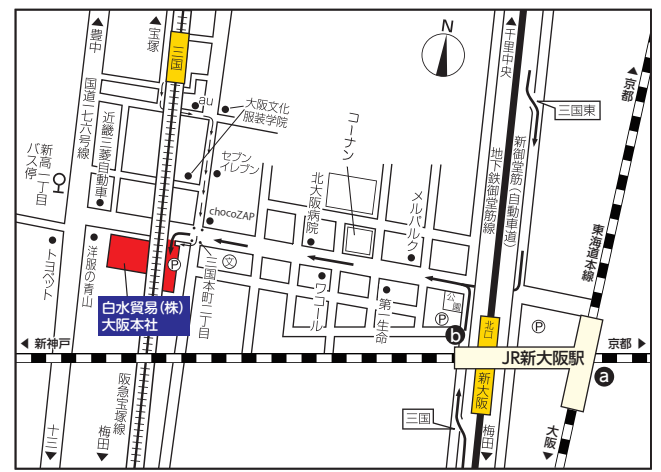 豊中
宝塚
三国
国道一七六号線
近畿三菱自動車
新高一丁目
バス停
au
大阪文化
服装学院
セブン
イレブン
chocoZAP
コーナン
北大阪病院
メルパルク
N
千里中央
京都
三国東
地下鉄御堂筋線
新御堂筋(自動車道)
東海道本線
トヨペット
洋服の青山
P
三国本町二丁目
文
ワコール
第一生命
公園
P
P
白水貿易(株)
大阪本社
b
北口
新神戸
JR新大阪駅
京都
新大阪
a
阪急宝塚線
三国
十三
梅田
梅田
大阪